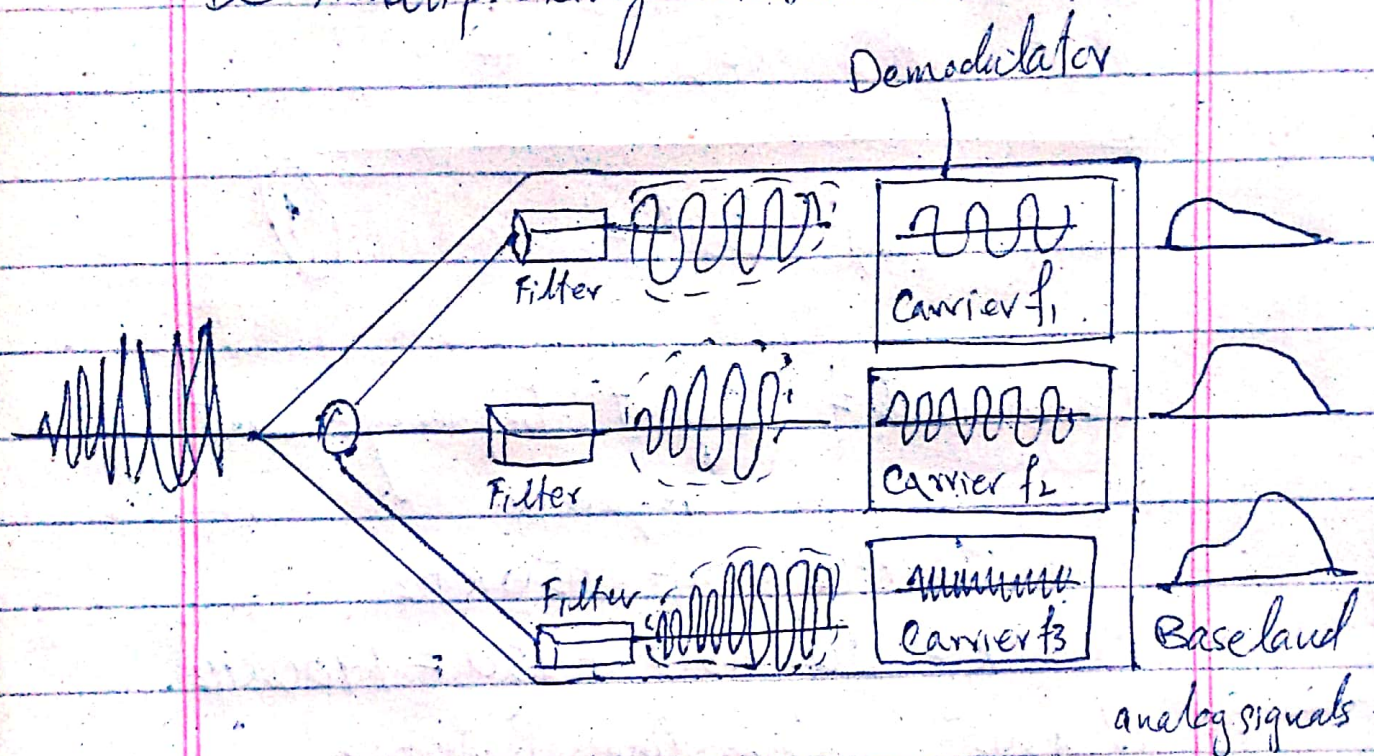 Demodulator
Filter
Carrier f1.
Filter
Carrier f2
Filter
Carrier f3
Baseband
analog signals